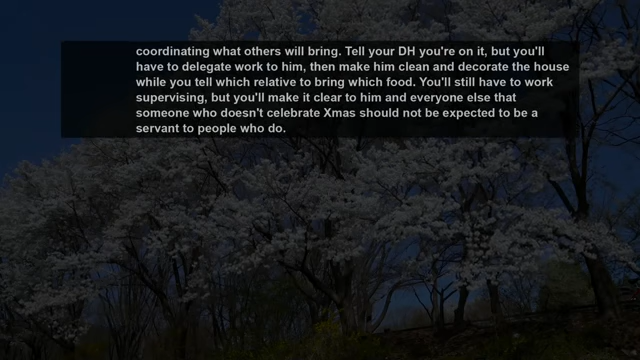 coordinating what others will bring. Tell your DH you're on it, but you'll
have to delegate work to him, then make him clean and decorate the house
while you tell which relative to bring which food. You'll still have to work
supervising, but you'll make it clear to him and everyone else that
someone who doesn't celebrate Xmas should not be expected to be a
servant to people who do.